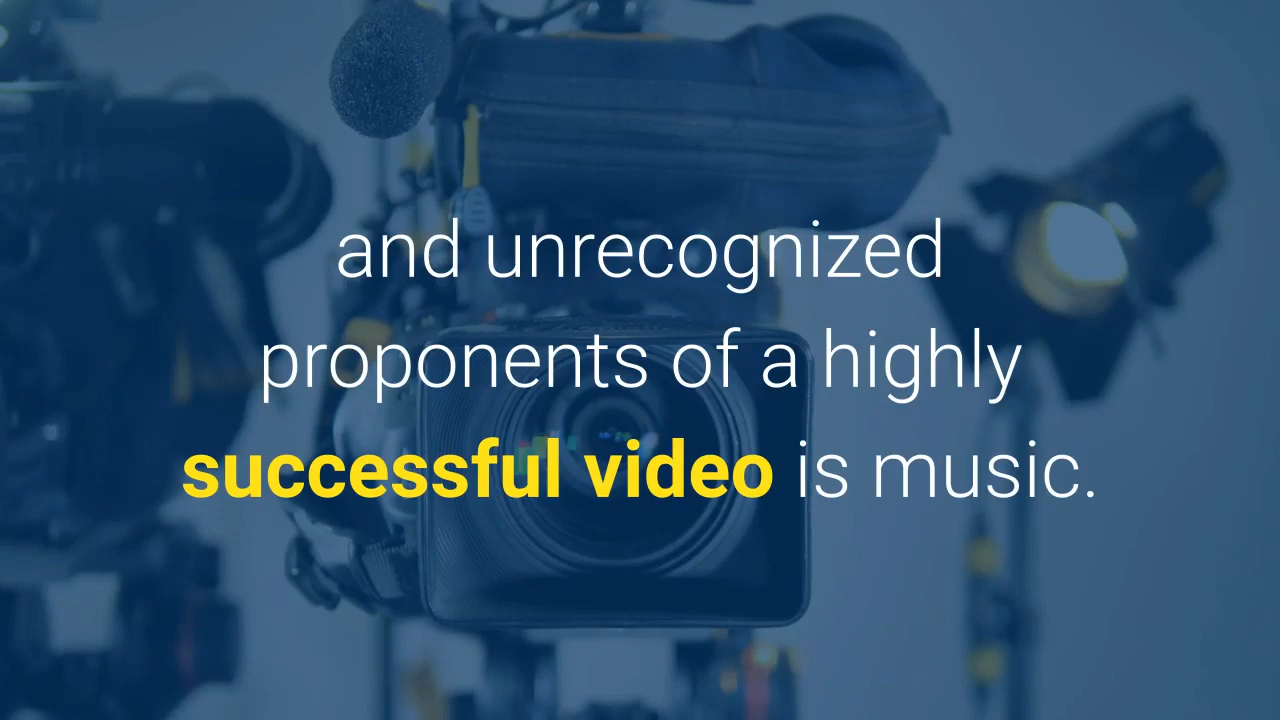 and unrecognized
proponents of a highly
successful video is music.